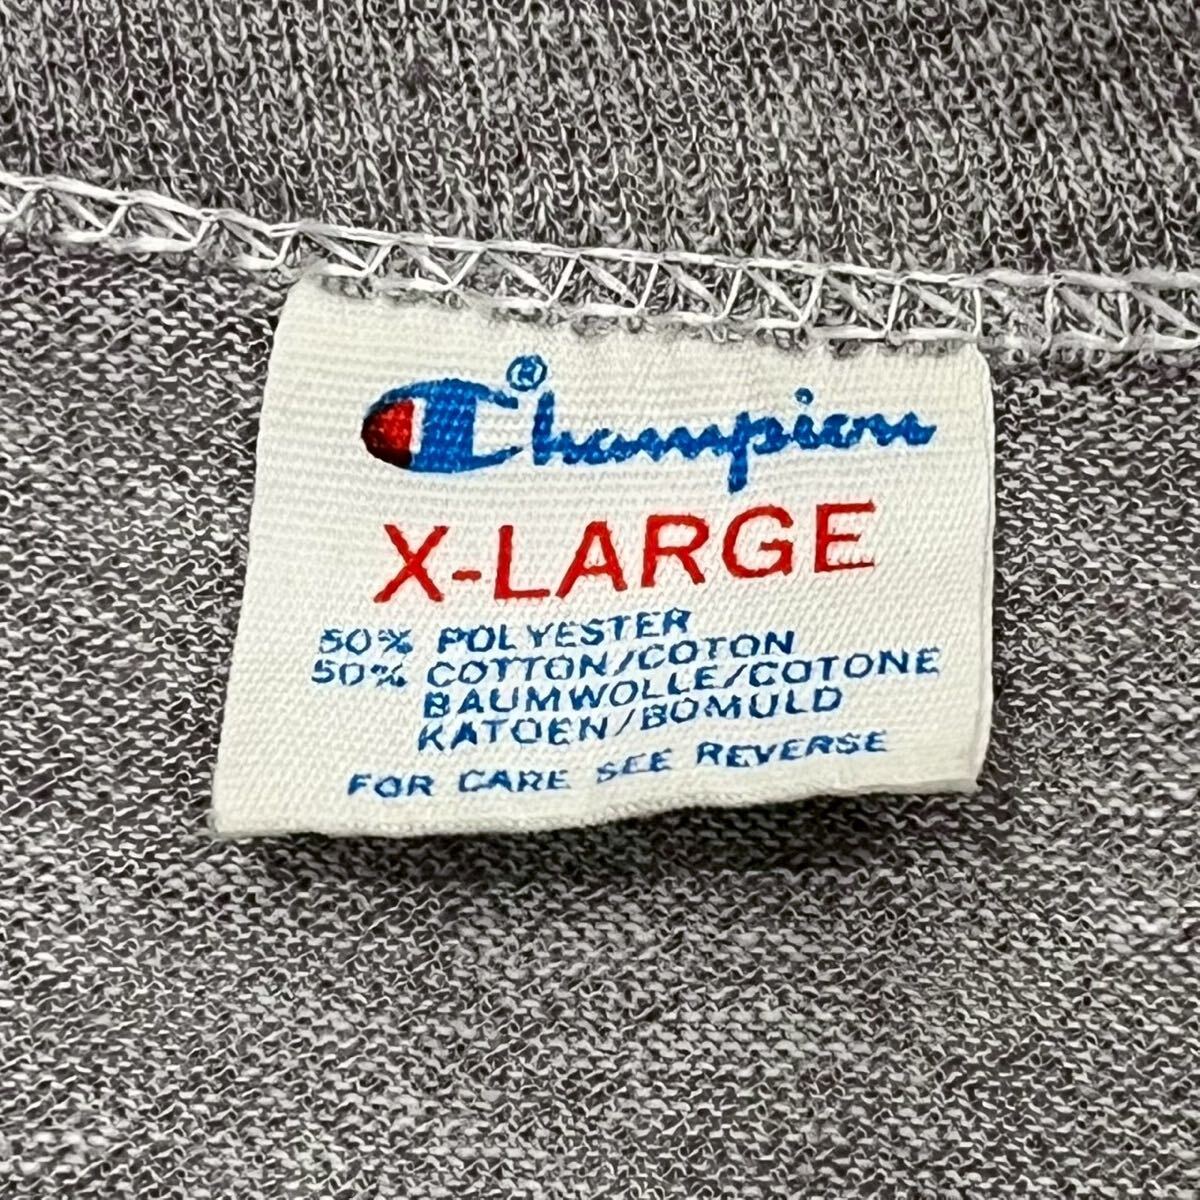 Champion®
X-LARGE
50% POLYESTER
50% COTTON/COTON
BAUMWOLLE/COTONE
KATOEN/BOMULD
FOR CARE SEE REVERSE